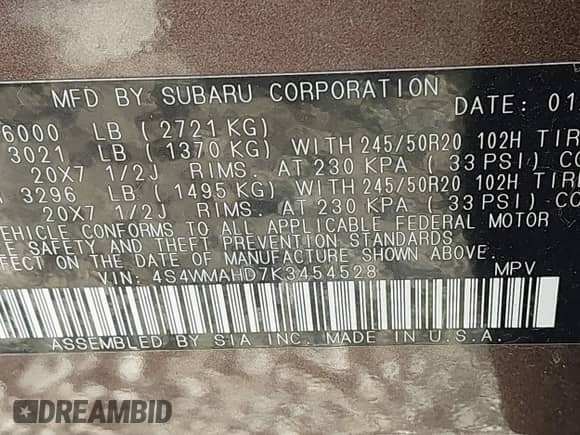 MFD BY SUBARU CORPORATION DATE: 01
6000 LB ( 2721 KG)
3021 LB ( 1370 KG) WITH 245/50R20 102H TIR
20X7 1/2J RIMS. AT 230 KPA ( 33 PSI) CO
3296 LB ( 1495 KG) WITH 245/50R20 102H TIR
20X7 1/2J RIMS. AT 230 KPA ( 33 PSI) CO
VEHICLE CONFORMS TO ALL APPLICABLE FEDERAL MOTOR
E SAFETY AND THEFT PREVENTION STANDARDS
FECT ON THE DATE OF MANUFACTURE SHOWN ABOVE.
VIN: 4S4WMAHD7K3454528 MPV
ASSEMBLED BY SIA INC. MADE IN U.S.A.
DREAMBID